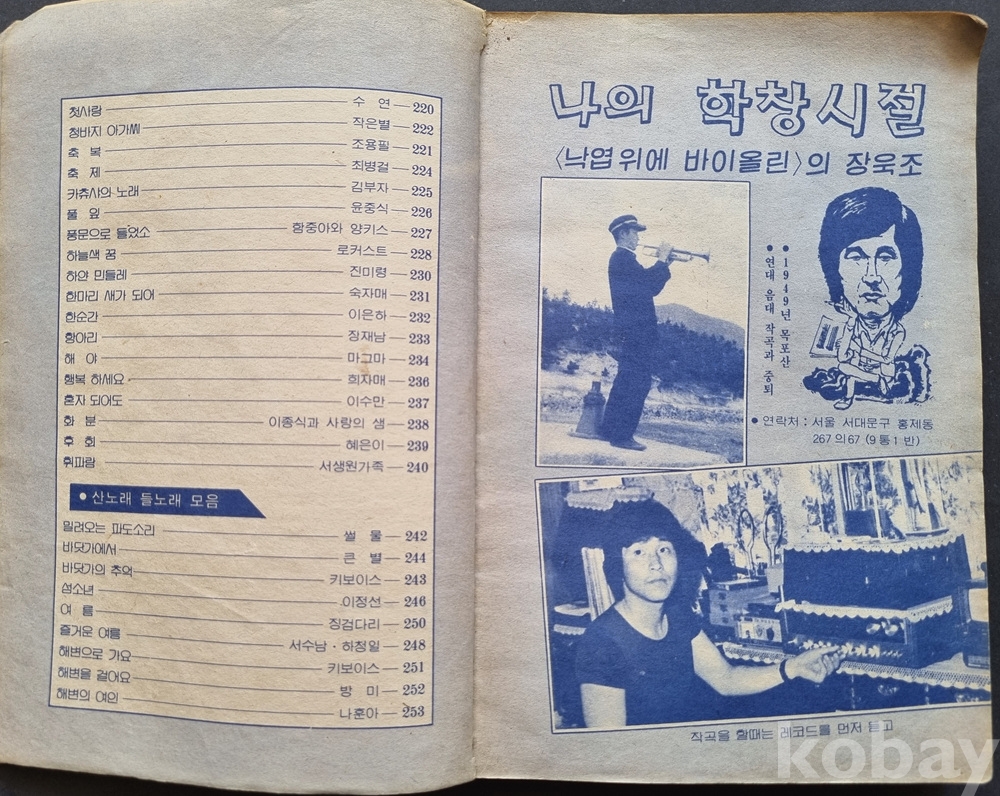 첫사랑 수 연 220
청바지 아가씨 작은별 222
축 복 조용필 221
축 제 최병걸 224
카츄샤의 노래 김부자 225
풀 잎 윤중식 226
풍문으로 들었소 함중아와 양키스 227
하늘색 꿈 로커스트 228
하얀 민들레 진미령 230
한마리 새가 되어 숙자매 231
한순간 이은하 232
항아리 장재남 233
해 야 마그마 234
행복 하세요 희자매 236
혼자 되어도 이수만 237
화 분 이종식과 사랑의 샘 238
후 회 혜은이 239
휘파람 서생원가족 240
● 산노래 들노래 모음
밀려오는 파도소리 썰 물 242
바닷가에서 큰 별 244
바닷가의 추억 키보이스 243
섬소년 이정선 246
여 름 징검다리 250
즐거운 여름 서수남·하청일 248
해변으로 가요 키보이스 251
해변을 걸어요 방 미 252
해변의 여인 나훈아 253
나의 학창시절
〈낙엽위에 바이올린〉의 장욱조
●1949년 목포산
●연대 음대 작곡과 중퇴
●연락처 : 서울 서대문구 홍제동
267의67 (9통1반)
작곡을 할때는 레코드를 먼저 듣고
kobay